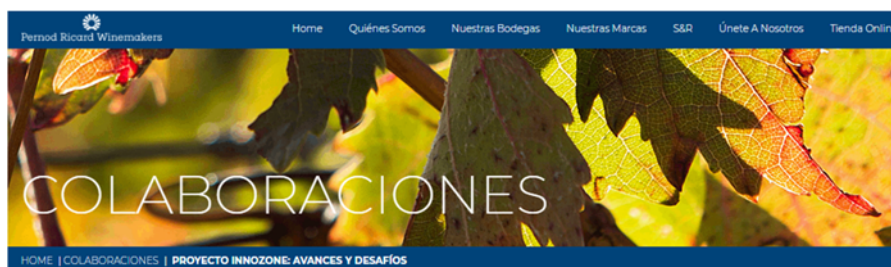 Pernod Ricard Winemakers
Home Quiénes Somos Nuestras Bodegas Nuestras Marcas S&R Únete A Nosotros Tienda Onlin
COLABORACIONES
HOME | COLABORACIONES | PROYECTO INNOZONE: AVANCES Y DESAFÍOS